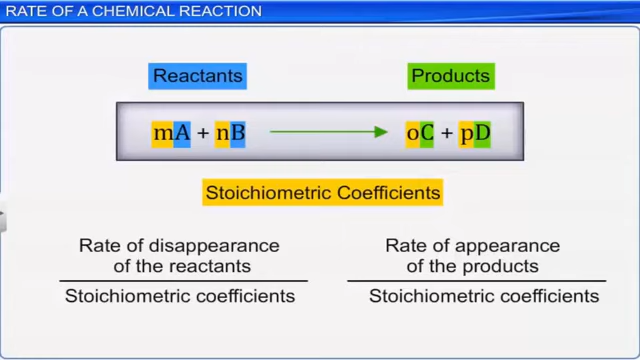 RATE OF A CHEMICAL REACTION
Reactants Products
mA + nB → oC + pD
Stoichiometric Coefficients
Rate of disappearance
of the reactants
Stoichiometric coefficients
Rate of appearance
of the products
Stoichiometric coefficients